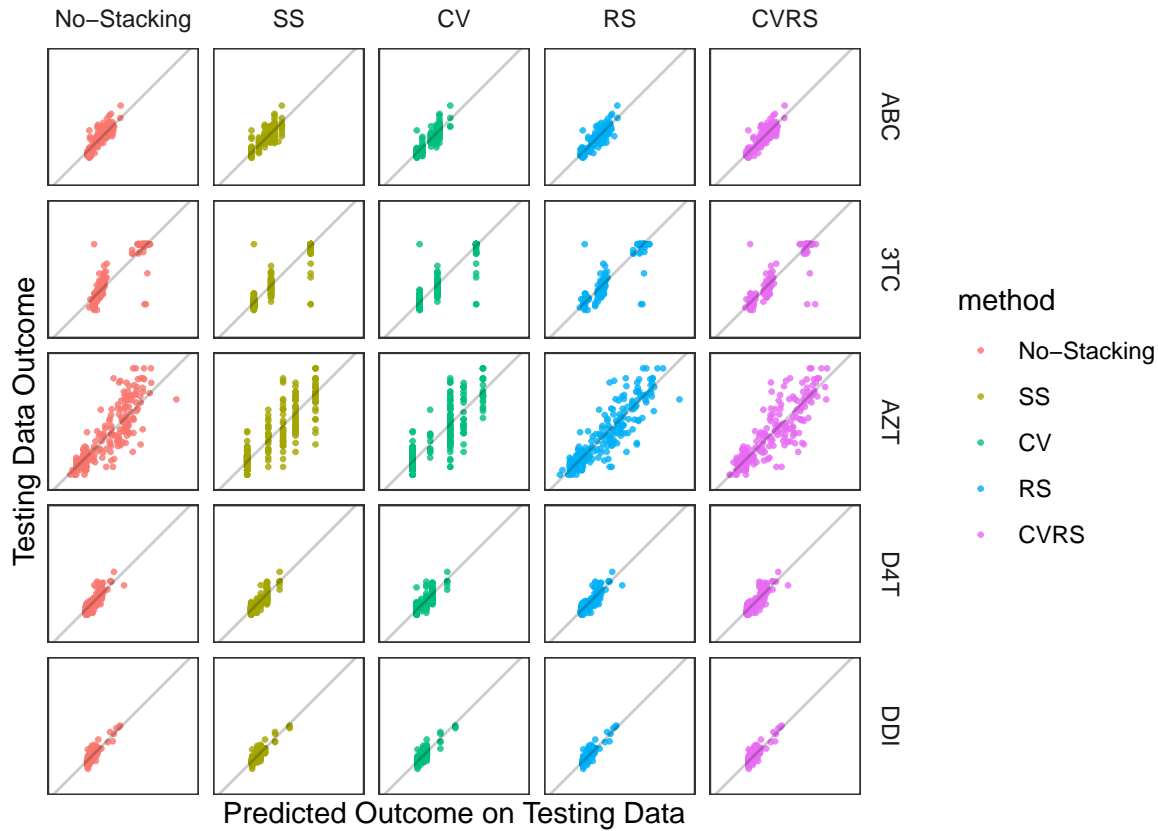 No−Stacking SS CV RS CVRS
ABC
3TC
AZT
D4T
DDI
Testing Data Outcome
Predicted Outcome on Testing Data
method
No−Stacking
SS
CV
RS
CVRS